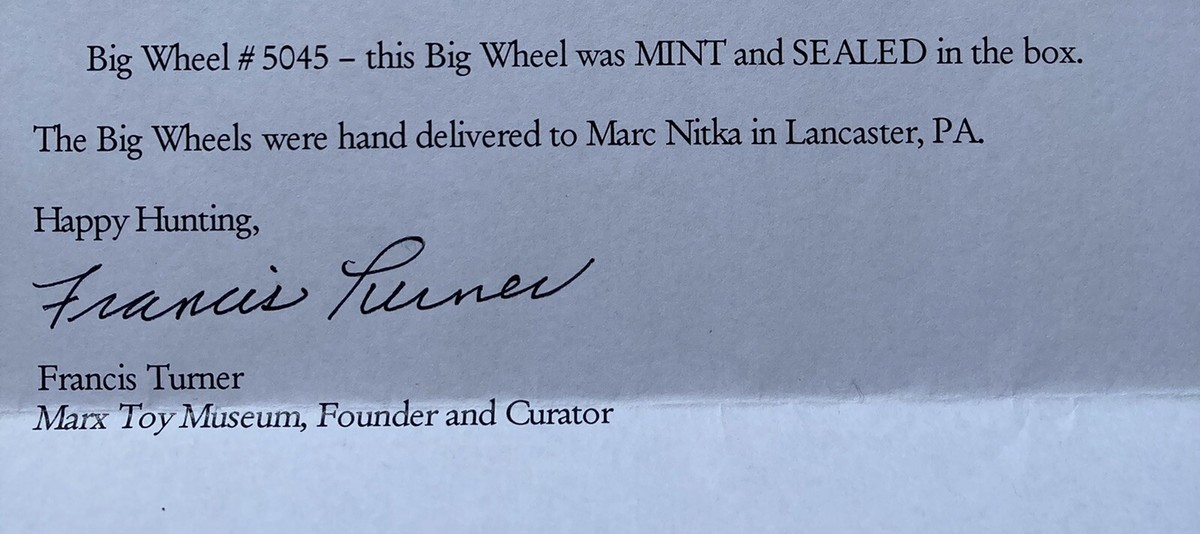 Big Wheel # 5045 – this Big Wheel was MINT and SEALED in the box.
The Big Wheels were hand delivered to Marc Nitka in Lancaster, PA.
Happy Hunting,
Francis Turner
Francis Turner
Marx Toy Museum, Founder and Curator